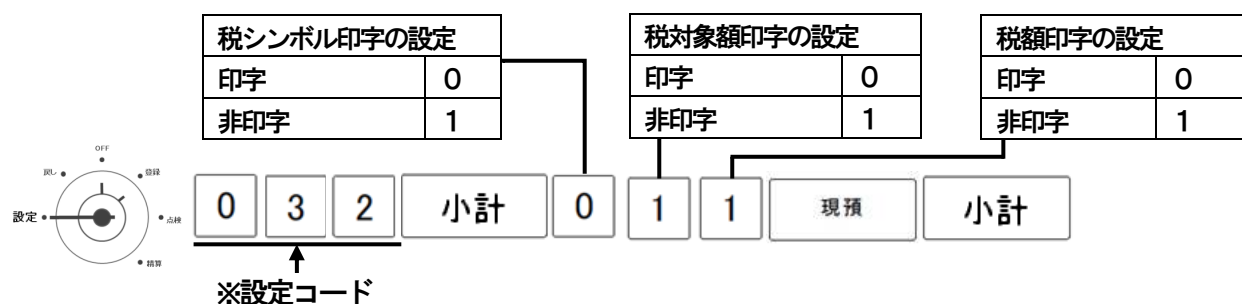 税シンボル印字の設定
印字 0
非印字 1
税対象額印字の設定
印字 0
非印字 1
税額印字の設定
印字 0
非印字 1
OFF
戻し
登録
設定
点検
精算
0 3 2 小計 0 1 1 現預 小計
※設定コード